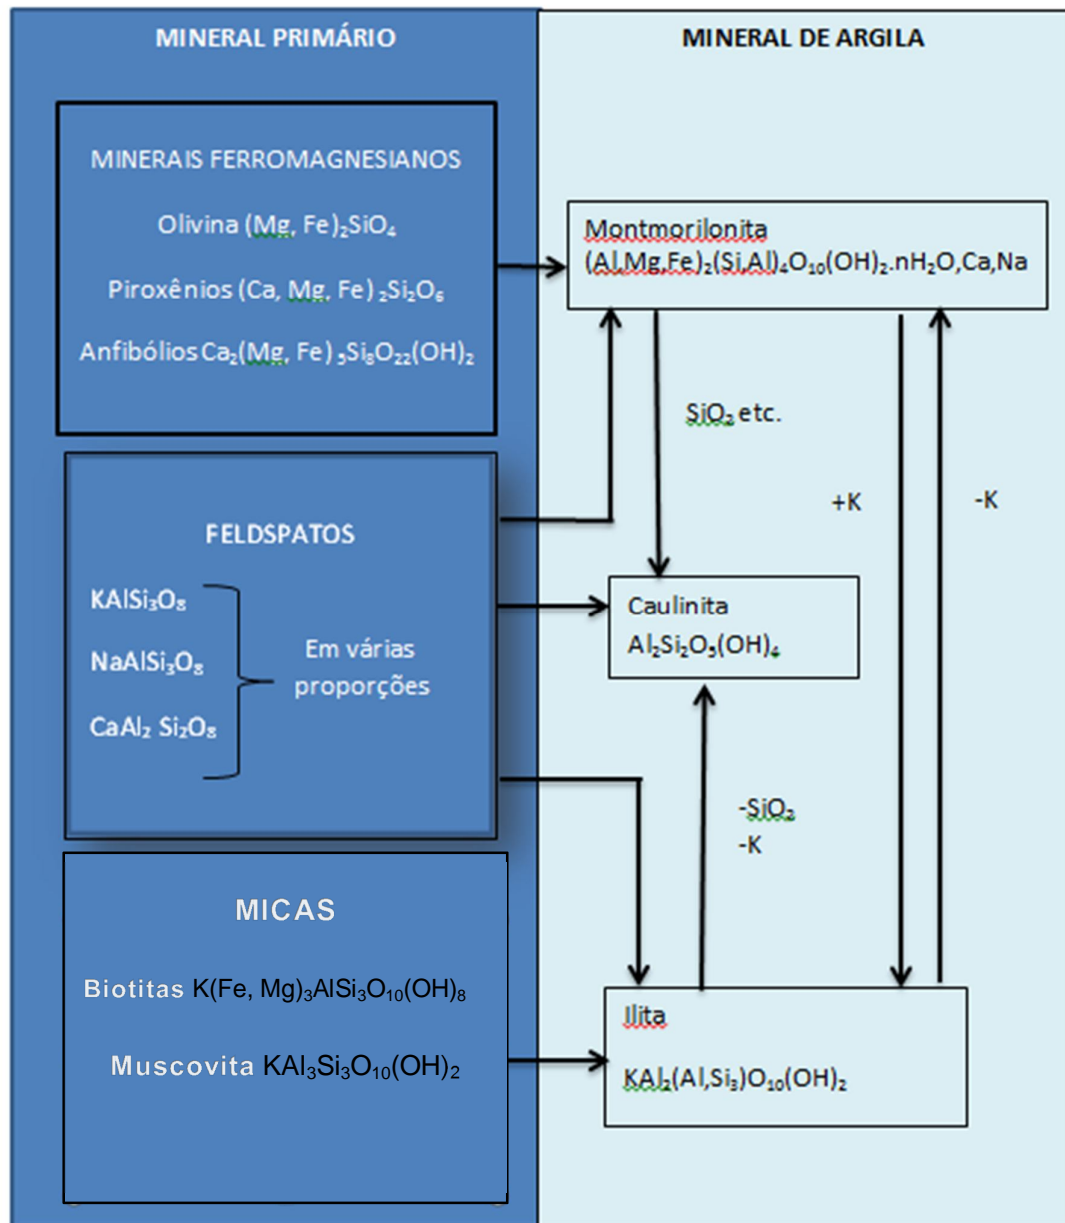 MINERAL PRIMÁRIO
MINERAL DE ARGILA
MINERAIS FERROMAGNESIANOS
Olivina (Mg, Fe)₂SiO₄
Piroxênios (Ca, Mg, Fe) ₂Si₂O₆
Anfibólios Ca₂(Mg, Fe) ₅Si₈O₂₂(OH)₂
Montmorilonita
(Al,Mg,Fe)₂(Si,Al)₄O₁₀(OH)₂.nH₂O,Ca,Na
SiO₂ etc.
+K
-K
FELDSPATOS
KAlSi₃O₈
NaAlSi₃O₈
CaAl₂ Si₂O₈
Em várias
proporções
Caulinita
Al₂Si₂O₅(OH)₄
-SiO₂
-K
MICAS
Biotitas K(Fe, Mg)₃AlSi₃O₁₀(OH)₈
Muscovita KAl₃Si₃O₁₀(OH)₂
Ilita
KAl₂(Al,Si₃)O₁₀(OH)₂